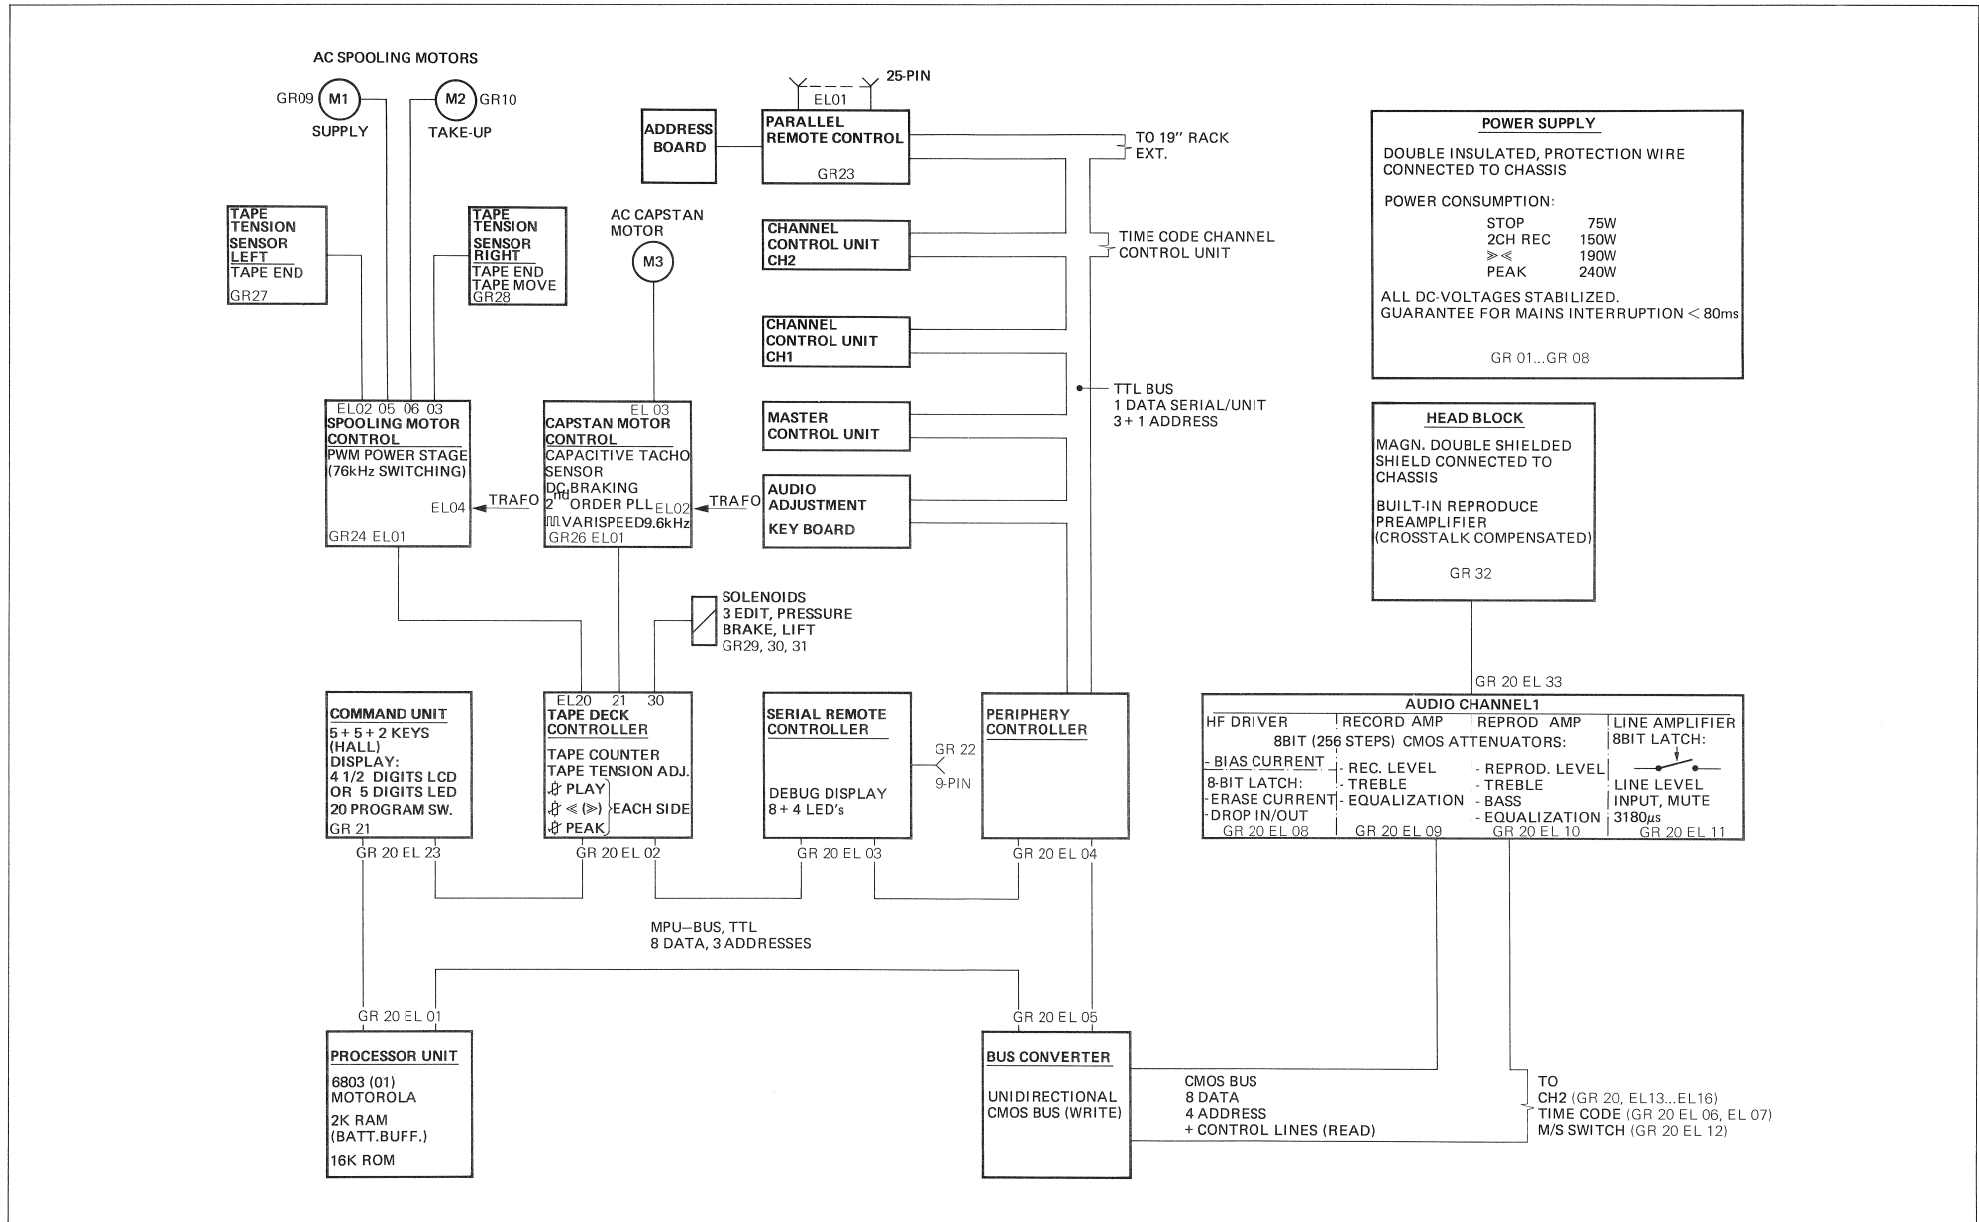 AC SPOOLING MOTORS
GR09 M1
SUPPLY
M2 GR10
TAKE-UP
25-PIN
EL01
ADDRESS
BOARD
PARALLEL
REMOTE CONTROL
GR23
TO 19" RACK
EXT.
POWER SUPPLY
DOUBLE INSULATED, PROTECTION WIRE
CONNECTED TO CHASSIS
POWER CONSUMPTION:
STOP 75W
2CH REC 150W
⪢⪡ 190W
PEAK 240W
ALL DC-VOLTAGES STABILIZED.
GUARANTEE FOR MAINS INTERRUPTION < 80ms
GR 01...GR 08
TAPE
TENSION
SENSOR
LEFT
TAPE END
GR27
TAPE
TENSION
SENSOR
RIGHT
TAPE END
TAPE MOVE
GR28
AC CAPSTAN
MOTOR
M3
CHANNEL
CONTROL UNIT
CH2
TIME CODE CHANNEL
CONTROL UNIT
CHANNEL
CONTROL UNIT
CH1
TTL BUS
1 DATA SERIAL/UNIT
3 + 1 ADDRESS
EL02 05 06 03
SPOOLING MOTOR
CONTROL
PWM POWER STAGE
(76kHz SWITCHING)
EL04
GR24 EL01
TRAFO
EL 03
CAPSTAN MOTOR
CONTROL
CAPACITIVE TACHO
SENSOR
DC BRAKING
2nd ORDER PLL EL02
VARISPEED9.6kHz
GR26 EL01
TRAFO
MASTER
CONTROL UNIT
AUDIO
ADJUSTMENT
KEY BOARD
HEAD BLOCK
MAGN. DOUBLE SHIELDED
SHIELD CONNECTED TO
CHASSIS
BUILT-IN REPRODUCE
PREAMPLIFIER
(CROSSTALK COMPENSATED)
GR 32
SOLENOIDS
3 EDIT, PRESSURE
BRAKE, LIFT
GR29, 30, 31
COMMAND UNIT
5 + 5 + 2 KEYS
(HALL)
DISPLAY:
4 1/2 DIGITS LCD
OR 5 DIGITS LED
20 PROGRAM SW.
GR 21
GR 20 EL 23
EL20 21 30
TAPE DECK
CONTROLLER
TAPE COUNTER
TAPE TENSION ADJ.
PLAY
≪ (≫) EACH SIDE
PEAK
GR 20 EL 02
SERIAL REMOTE
CONTROLLER
DEBUG DISPLAY
8 + 4 LED's
GR 20 EL 03
GR 22
9-PIN
PERIPHERY
CONTROLLER
GR 20 EL 04
GR 20 EL 33
AUDIO CHANNEL1
HF DRIVER RECORD AMP REPROD AMP LINE AMPLIFIER
8BIT (256 STEPS) CMOS ATTENUATORS:
- BIAS CURRENT
8-BIT LATCH:
- ERASE CURRENT
- DROP IN/OUT
GR 20 EL 08
- REC. LEVEL
- TREBLE
- EQUALIZATION
GR 20 EL 09
- REPROD. LEVEL
- TREBLE
- BASS
- EQUALIZATION
GR 20 EL 10
8BIT LATCH:
LINE LEVEL
INPUT, MUTE
3180μs
GR 20 EL 11
MPU–BUS, TTL
8 DATA, 3 ADDRESSES
GR 20 EL 01
PROCESSOR UNIT
6803 (01)
MOTOROLA
2K RAM
(BATT.BUFF.)
16K ROM
GR 20 EL 05
BUS CONVERTER
UNIDIRECTIONAL
CMOS BUS (WRITE)
CMOS BUS
8 DATA
4 ADDRESS
+ CONTROL LINES (READ)
TO
CH2 (GR 20, EL13...EL16)
TIME CODE (GR 20 EL 06, EL 07)
M/S SWITCH (GR 20 EL 12)